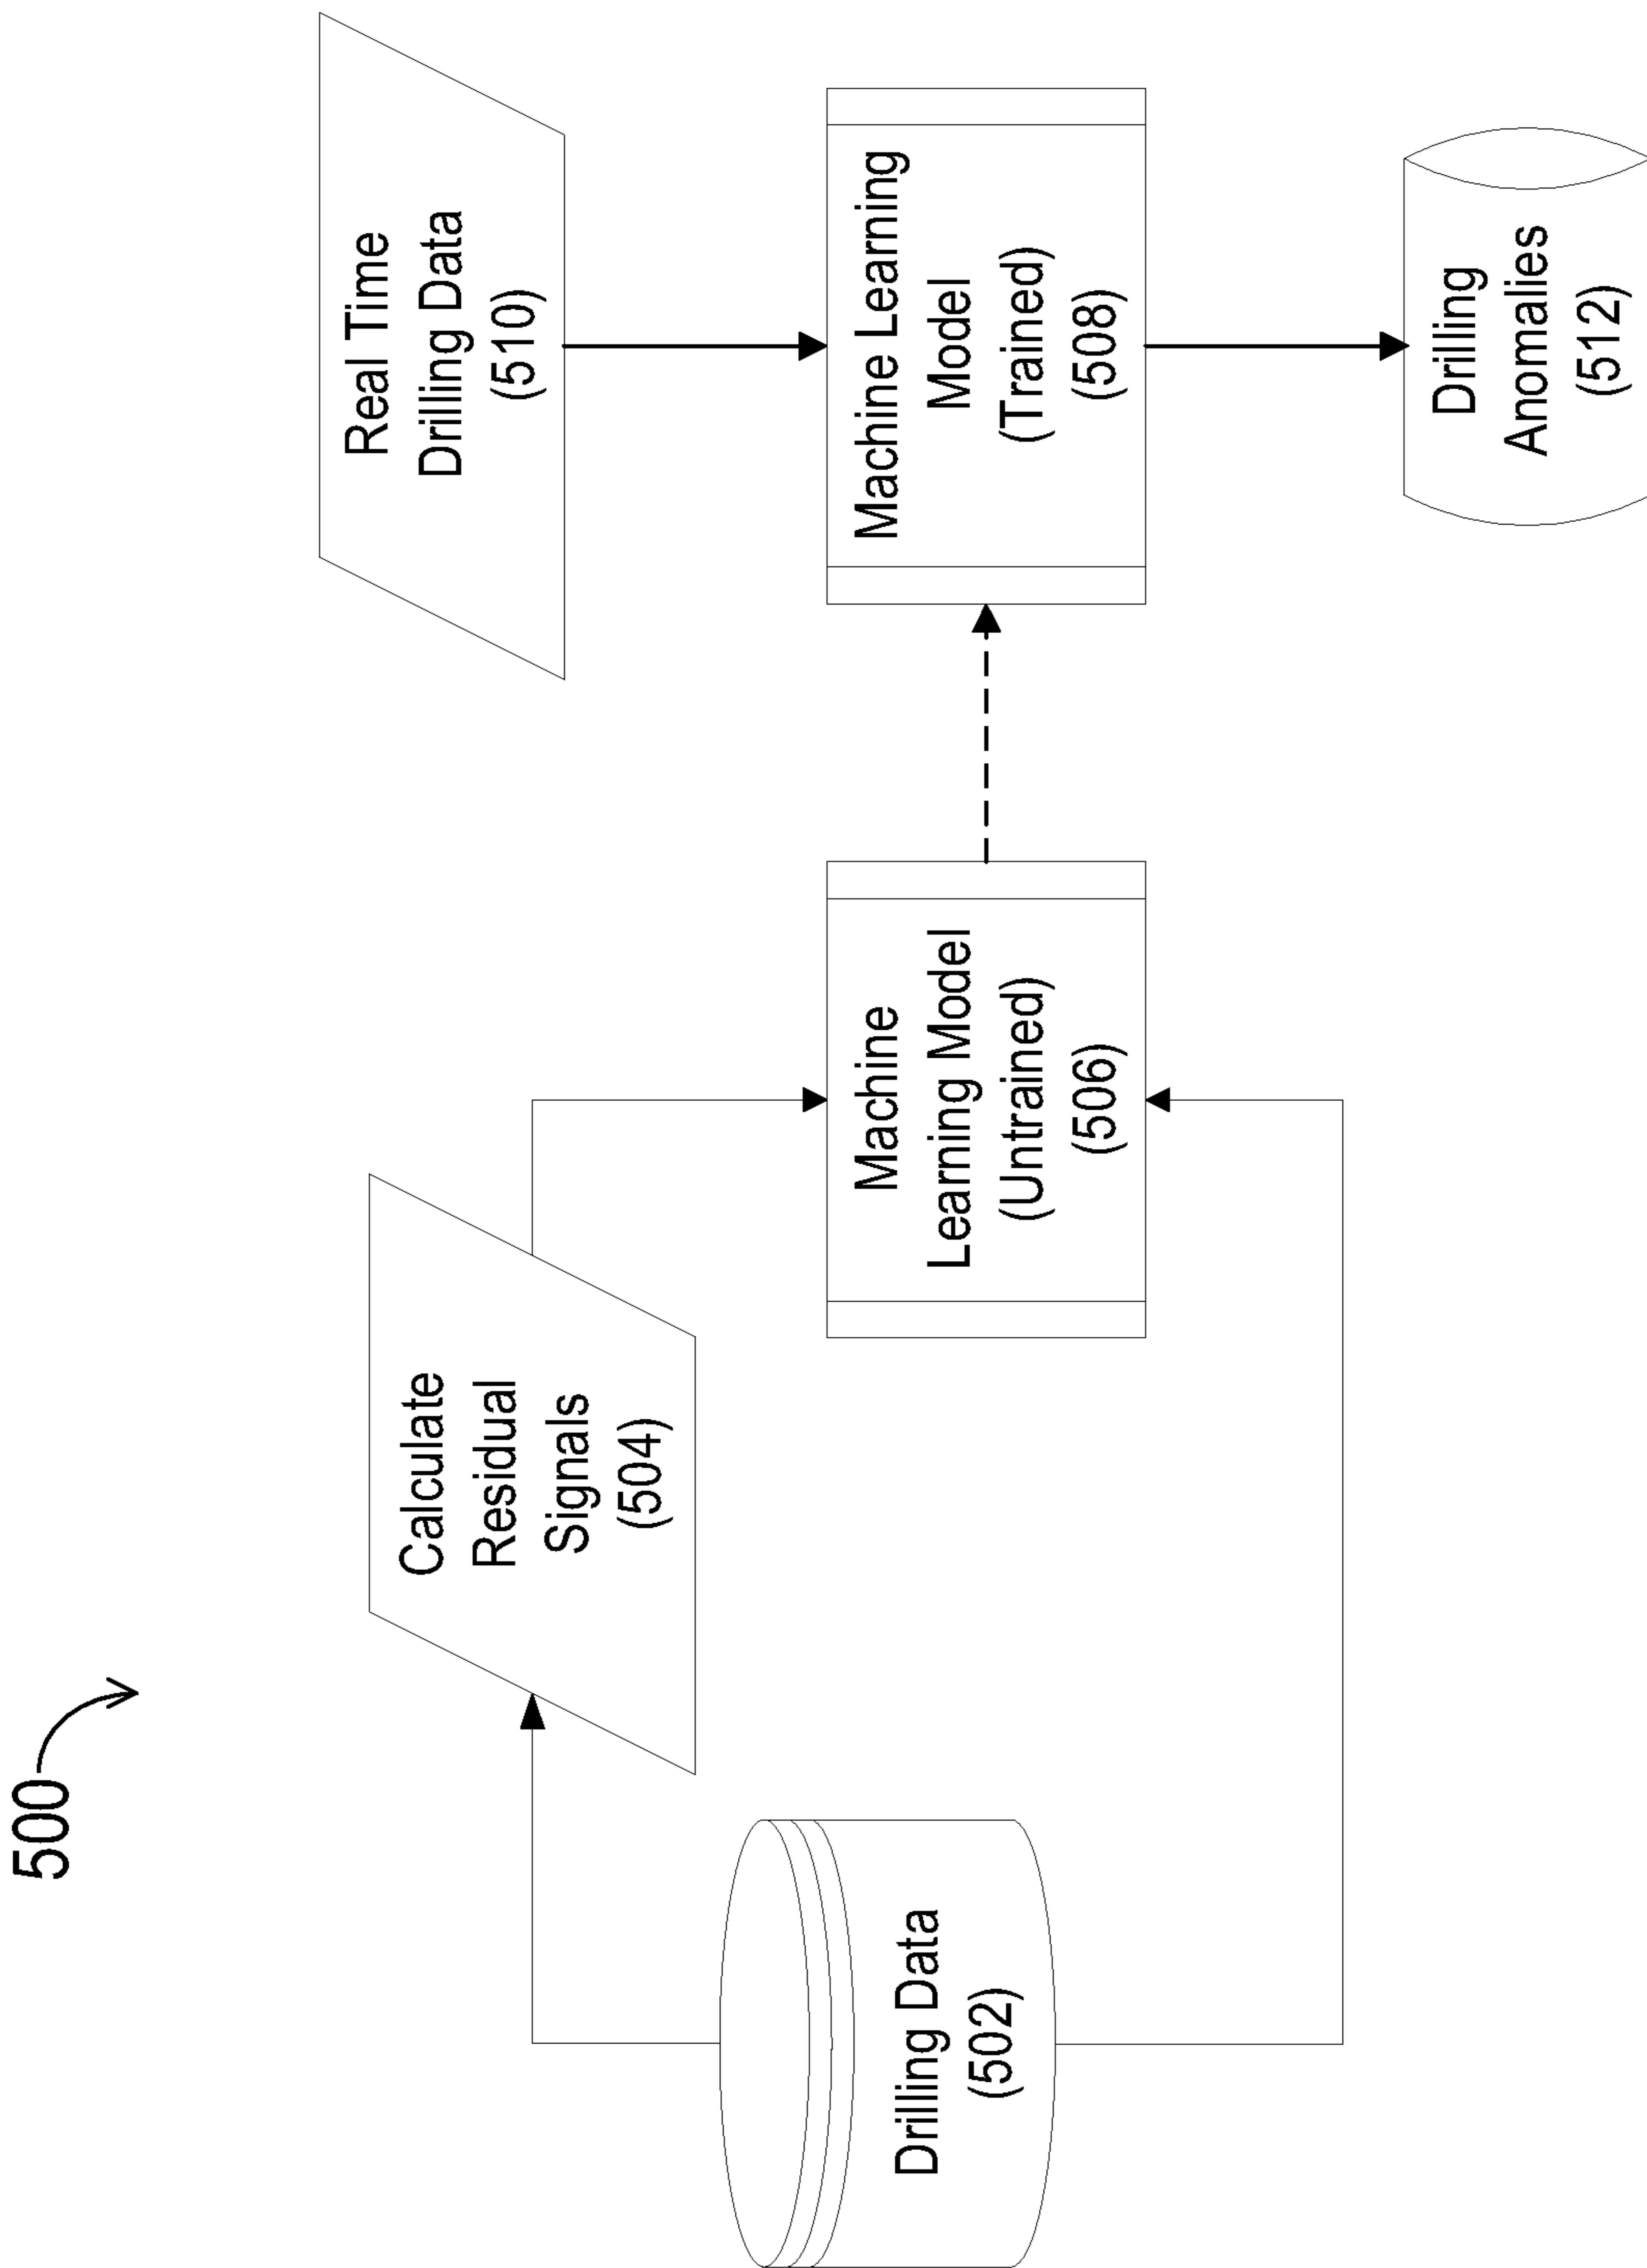 500
Drilling Data
(502)
Calculate
Residual
Signals
(504)
Machine
Learning Model
(Untrained)
(506)
Real Time
Drilling Data
(510)
Machine Learning
Model
(Trained)
(508)
Drilling
Anomalies
(512)